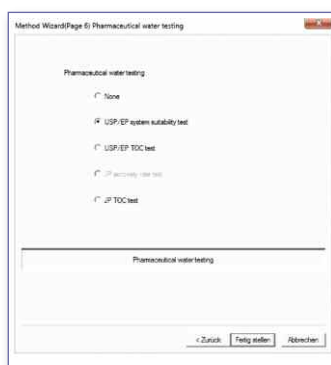 Method Wizard(Page 6) Pharmaceutical water testing
Pharmaceutical water testing
None
USP/EP system suitability test
USP/EP TOC test
JP recovery rate test
JP TOC test
Pharmaceutical water testing
< Zurück
Fertig stellen
Abbrechen